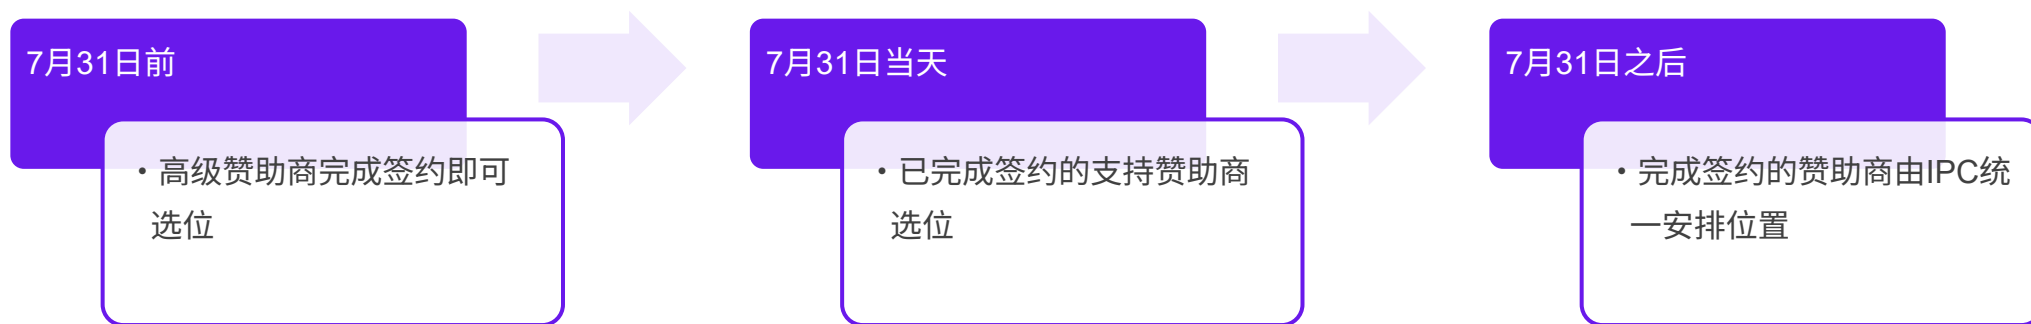 7月31日前
• 高级赞助商完成签约即可
选位
7月31日当天
• 已完成签约的支持赞助商
选位
7月31日之后
• 完成签约的赞助商由IPC统
一安排位置